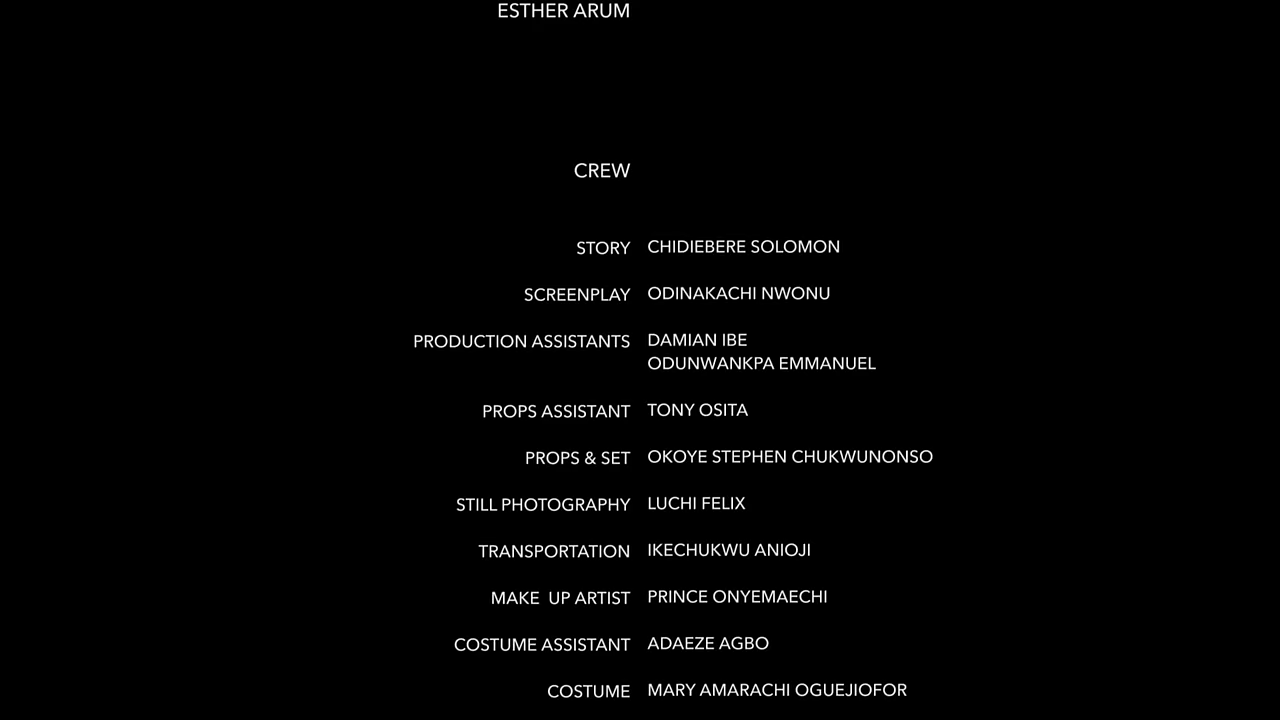 ESTHER ARUM
CREW
STORY CHIDIEBERE SOLOMON
SCREENPLAY ODINAKACHI NWONU
PRODUCTION ASSISTANTS DAMIAN IBE
ODUNWANKPA EMMANUEL
PROPS ASSISTANT TONY OSITA
PROPS & SET OKOYE STEPHEN CHUKWUNONSO
STILL PHOTOGRAPHY LUCHI FELIX
TRANSPORTATION IKECHUKWU ANIOJI
MAKE UP ARTIST PRINCE ONYEMAECHI
COSTUME ASSISTANT ADAEZE AGBO
COSTUME MARY AMARACHI OGUEJIOFOR